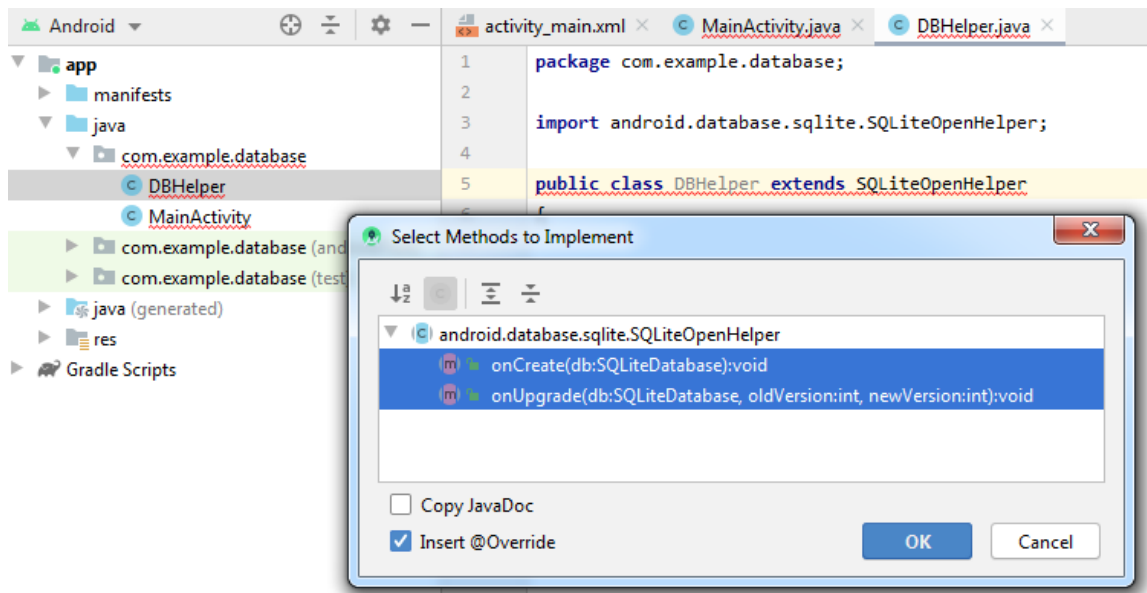 Android
activity_main.xml
MainActivity.java
DBHelper.java
app
manifests
java
com.example.database
DBHelper
MainActivity
com.example.database (and
com.example.database (test
java (generated)
res
Gradle Scripts
1 package com.example.database;
2
3 import android.database.sqlite.SQLiteOpenHelper;
4
5 public class DBHelper extends SQLiteOpenHelper
Select Methods to Implement
android.database.sqlite.SQLiteOpenHelper
onCreate(db:SQLiteDatabase):void
onUpgrade(db:SQLiteDatabase, oldVersion:int, newVersion:int):void
Copy JavaDoc
Insert @Override
OK
Cancel